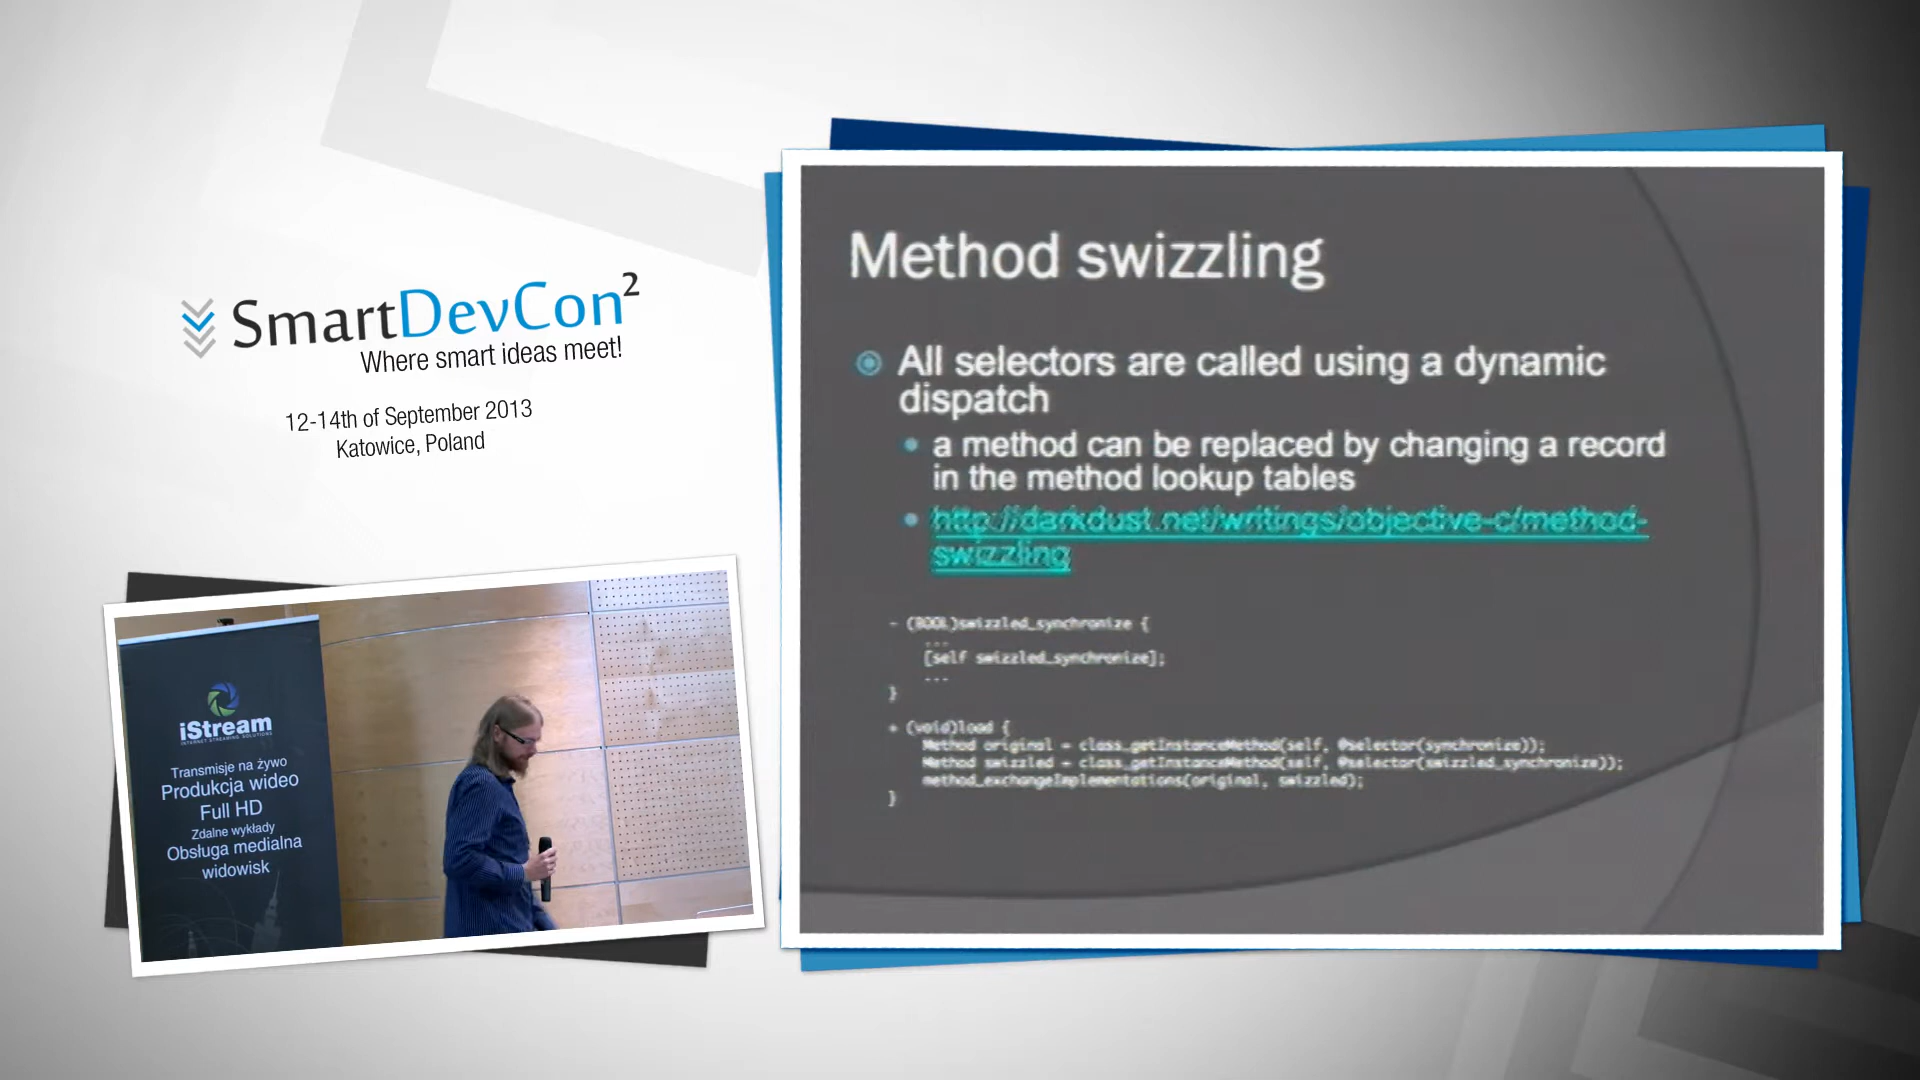 SmartDevCon²
Where smart ideas meet!
12-14th of September 2013
Katowice, Poland
iStream
INTERNET STREAMING SOLUTIONS
Transmisje na żywo
Produkcja wideo
Full HD
Zdalne wykłady
Obsługa medialna
widowisk
Method swizzling
All selectors are called using a dynamic
dispatch
a method can be replaced by changing a record
in the method lookup tables
http://darkdust.net/writings/objective-c/method-
swizzling
- (BOOL)swizzled_synchronize {
...
[self swizzled_synchronize];
...
}
+ (void)load {
Method original = class_getInstanceMethod(self, @selector(synchronize));
Method swizzled = class_getInstanceMethod(self, @selector(swizzled_synchronize));
method_exchangeImplementations(original, swizzled);
}